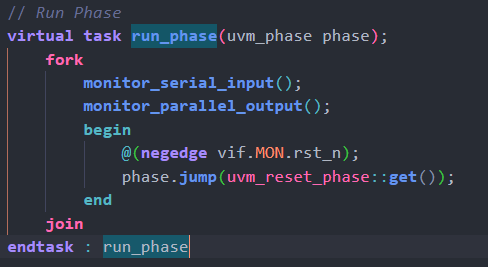 // Run Phase
virtual task run_phase(uvm_phase phase);
fork
monitor_serial_input();
monitor_parallel_output();
begin
@(negedge vif.MON.rst_n);
phase.jump(uvm_reset_phase::get());
end
join
endtask : run_phase